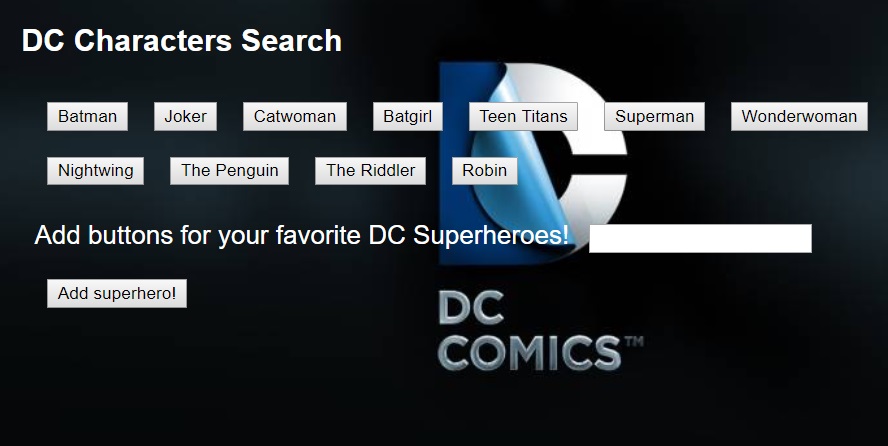 DC Characters Search
Batman Joker Catwoman Batgirl Teen Titans Superman Wonderwoman
Nightwing The Penguin The Riddler Robin
Add buttons for your favorite DC Superheroes!
Add superhero!
DC
COMICS™